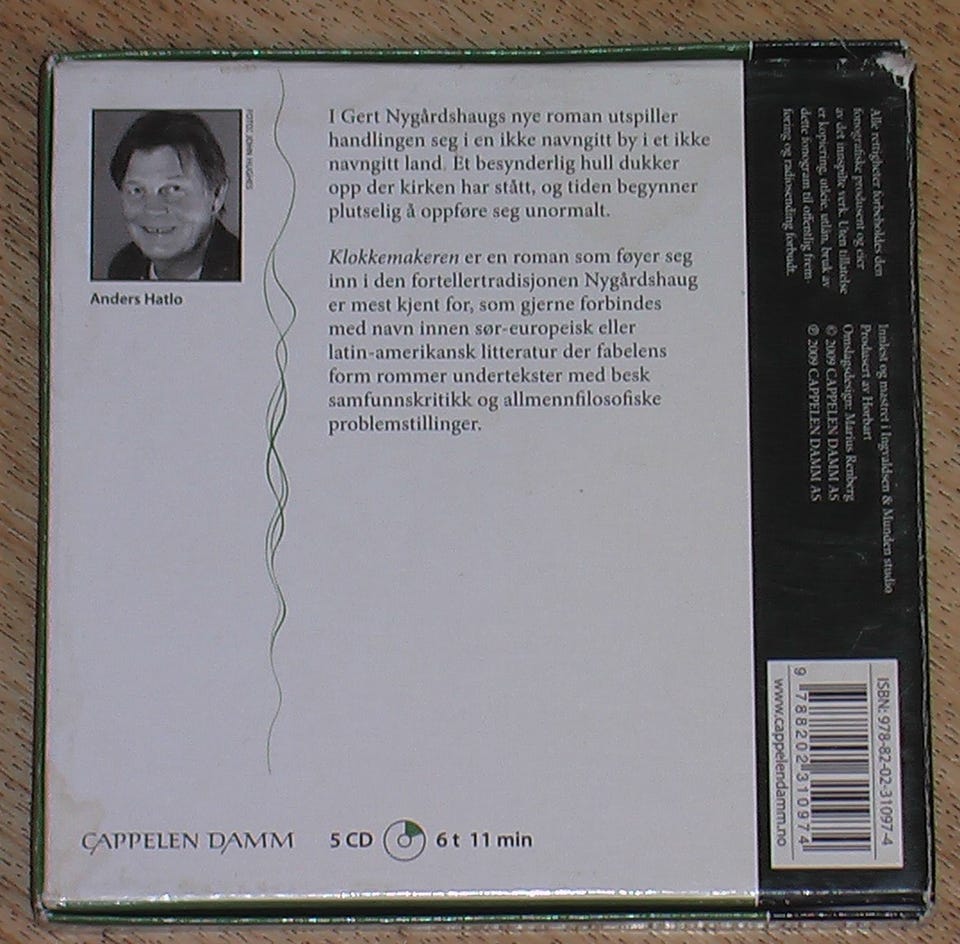 FOTO: JOHN HUGHES
Anders Hatlo
I Gert Nygårdshaugs nye roman utspiller
handlingen seg i en ikke navngitt by i et ikke
navngitt land. Et besynderlig hull dukker
opp der kirken har stått, og tiden begynner
plutselig å oppføre seg unormalt.
Klokkemakeren er en roman som føyer seg
inn i den fortellertradisjonen Nygårdshaug
er mest kjent for, som gjerne forbindes
med navn innen sør-europeisk eller
latin-amerikansk litteratur der fabelens
form rommer undertekster med besk
samfunnskritikk og allmennfilosofiske
problemstillinger.
CAPPELEN DAMM
5 CD 6 t 11 min
Alle rettigheter forbeholdes den
fonografiske produsent og eier
av det innspilte verk. Uten tillatelse
er kopiering, utleie, utlån, bruk av
dette fonogram til offentlig frem-
føring og radiosending forbudt.
Innlest og mastret i Ingvaldsen & Munden studio
Produsert av Hørbart
Omslagsdesign: Marius Renberg
© 2009 CAPPELEN DAMM AS
℗ 2009 CAPPELEN DAMM AS
ISBN: 978-82-02-31097-4
9 788202 310974
www.cappelendamm.no